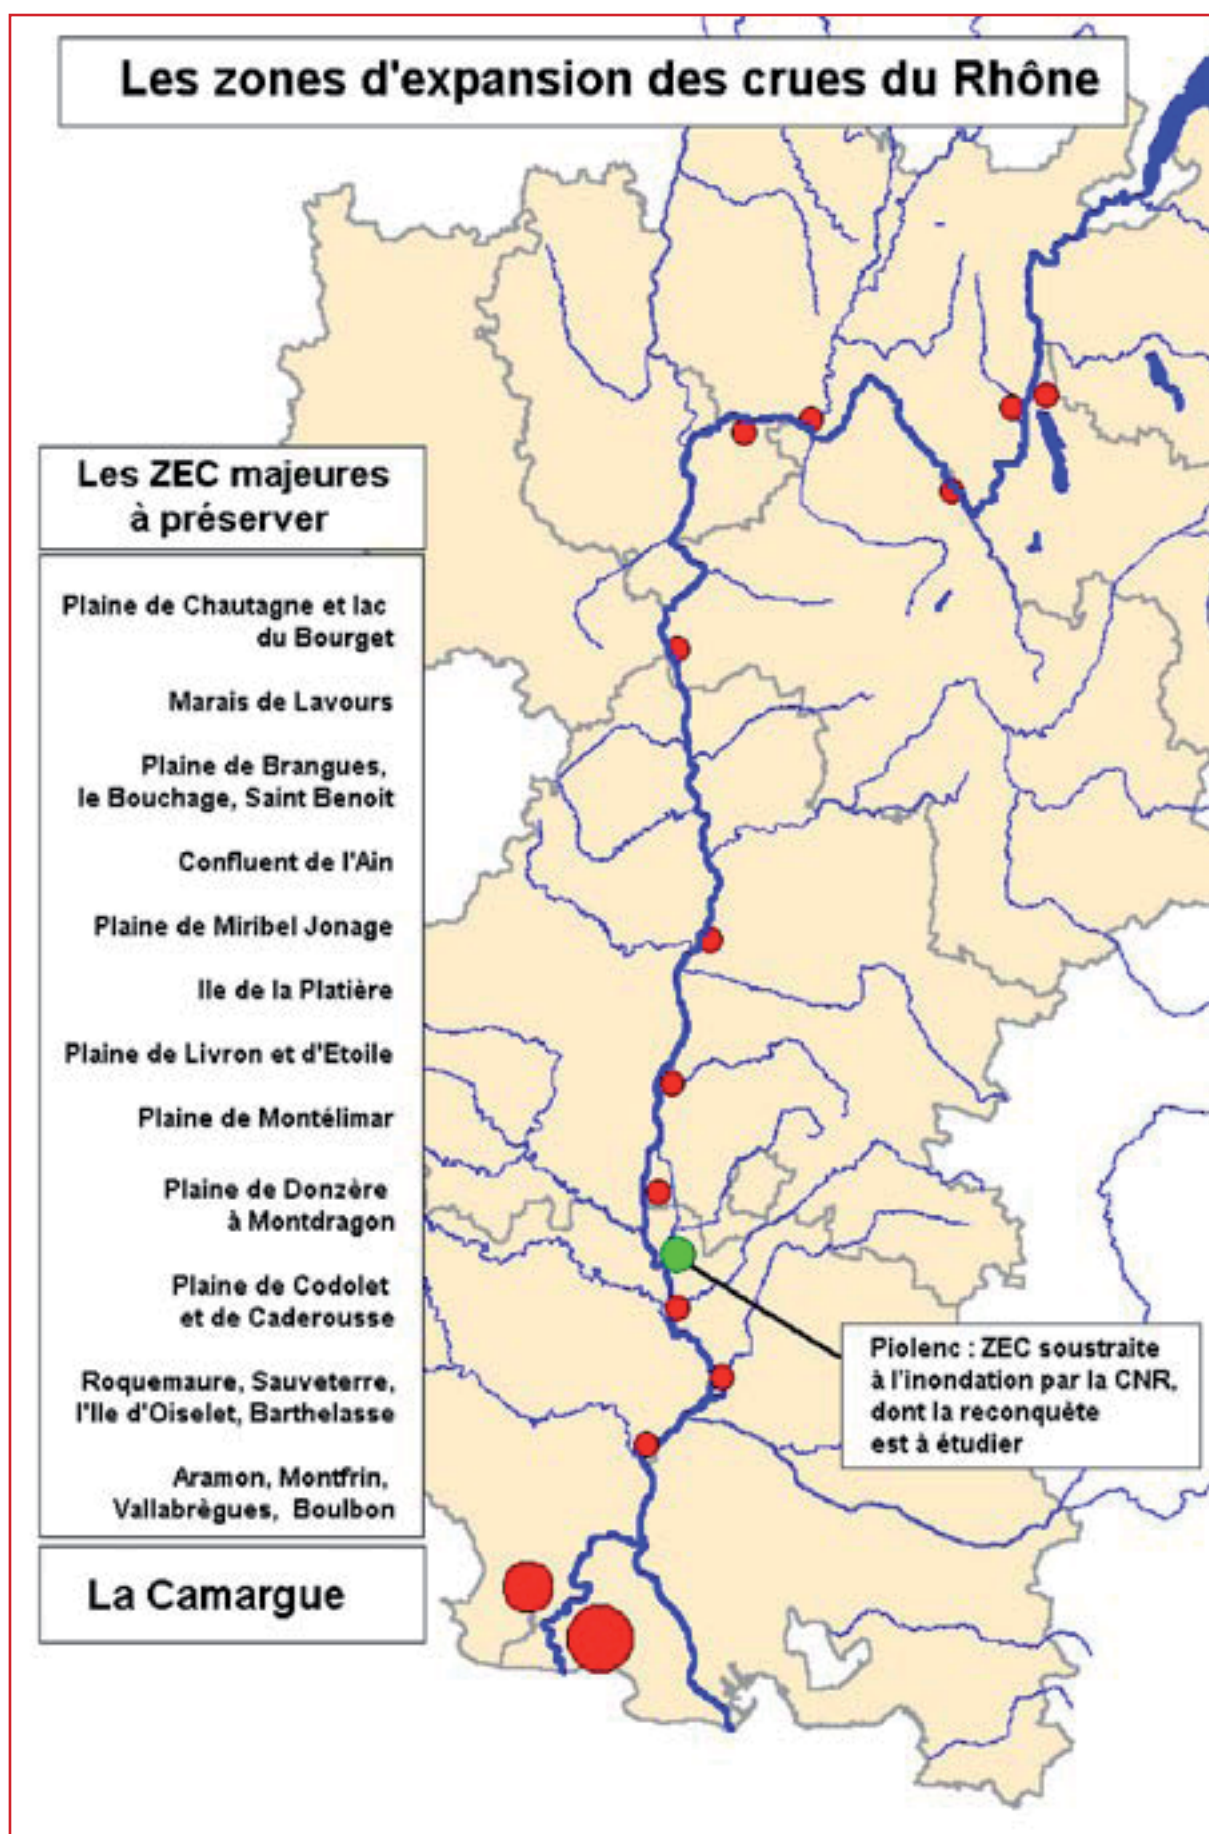 Les zones d'expansion des crues du Rhône
Les ZEC majeures
à préserver
Plaine de Chautagne et lac
du Bourget
Marais de Lavours
Plaine de Brangues,
le Bouchage, Saint Benoit
Confluent de l'Ain
Plaine de Miribel Jonage
Ile de la Platière
Plaine de Livron et d'Etoile
Plaine de Montélimar
Plaine de Donzère
à Montdragon
Plaine de Codolet
et de Caderousse
Roquemaure, Sauveterre,
l'Ile d'Oiselet, Barthelasse
Aramon, Montfrin,
Vallabrègues, Boulbon
La Camargue
Piolenc : ZEC soustraite
à l'inondation par la CNR,
dont la reconquête
est à étudier